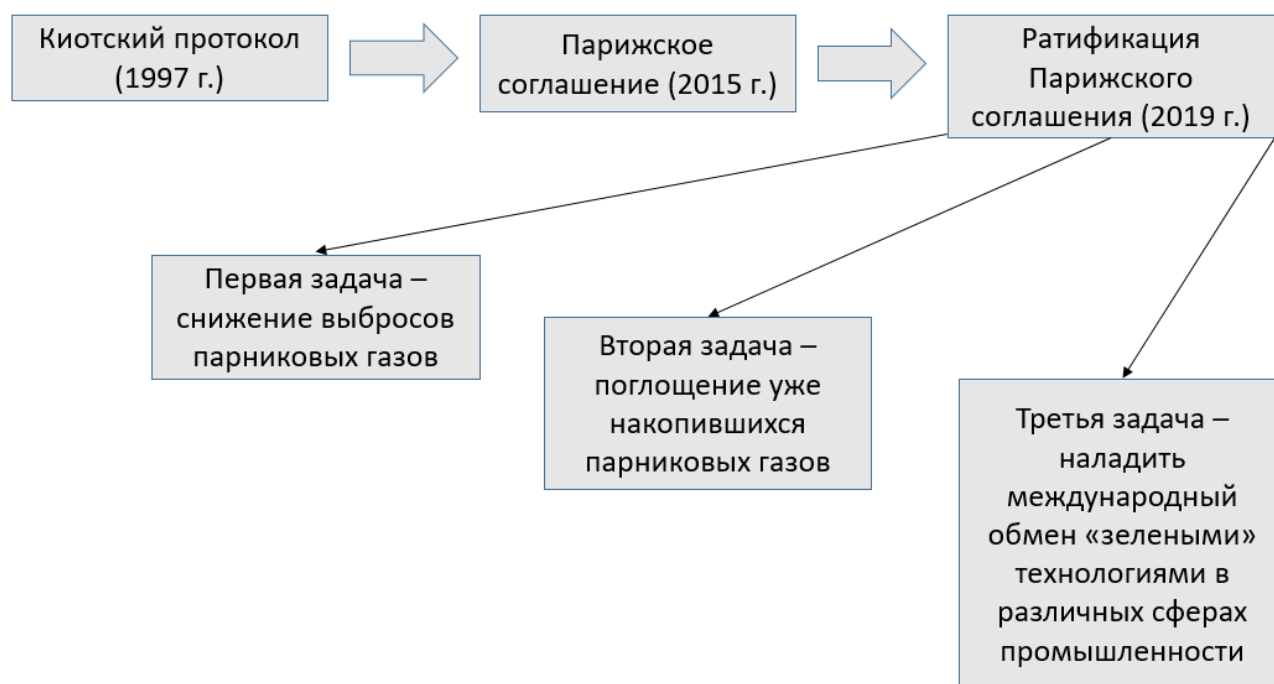 Киотский протокол
(1997 г.)
Парижское
соглашение (2015 г.)
Ратификация
Парижского
соглашения (2019 г.)
Первая задача –
снижение выбросов
парниковых газов
Вторая задача –
поглощение уже
накопившихся
парниковых газов
Третья задача –
наладить
международный
обмен «зелеными»
технологиями в
различных сферах
промышленности